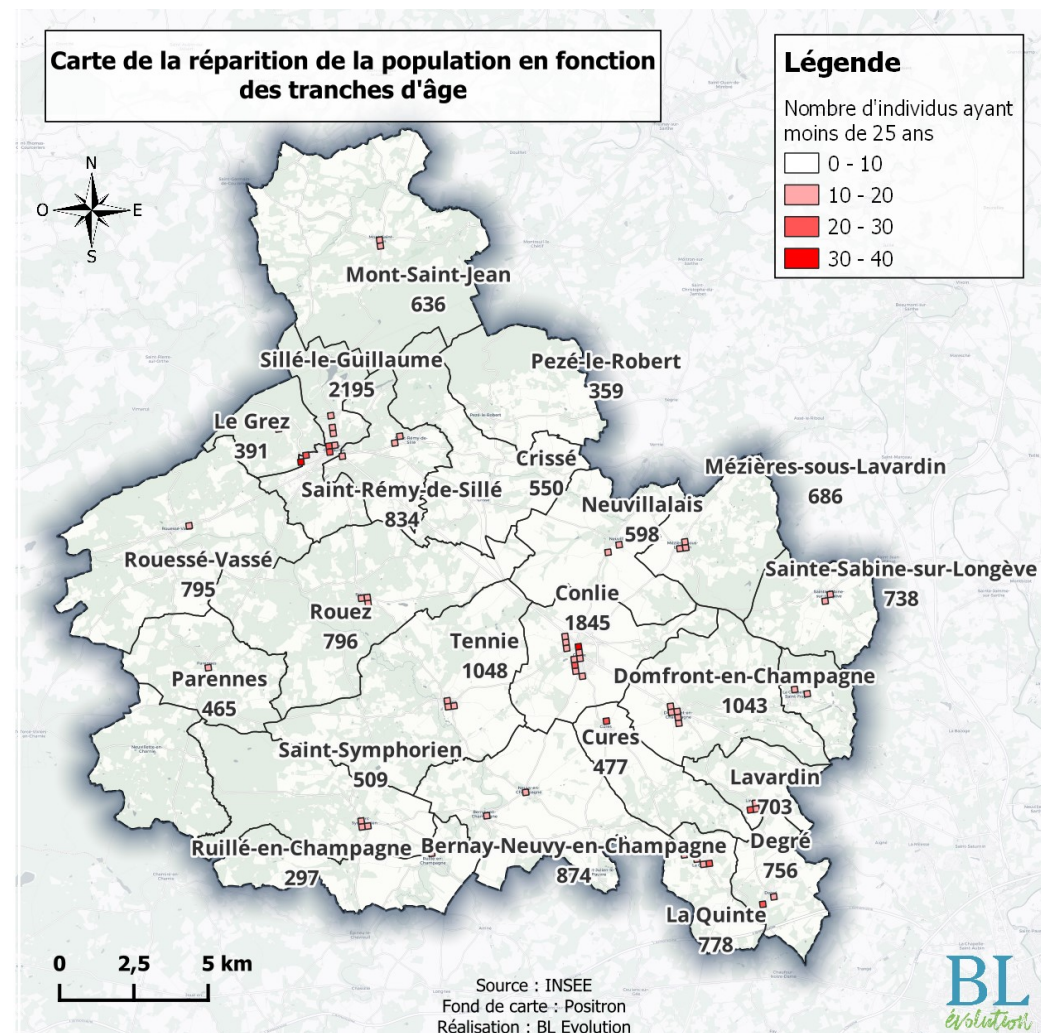 Carte de la réparition de la population en fonction
des tranches d'âge
Légende
Nombre d'individus ayant
moins de 25 ans
0 - 10
10 - 20
20 - 30
30 - 40
N
O
E
S
Mont-Saint-Jean
636
Sillé-le-Guillaume
2195
Pezé-le-Robert
359
Le Grez
391
Crissé
550
Mézières-sous-Lavardin
686
Saint-Rémy-de-Sillé
834
Neuvillalais
598
Rouessé-Vassé
795
Sainte-Sabine-sur-Longève
738
Rouez
796
Conlie
1845
Tennie
1048
Parennes
465
Domfront-en-Champagne
1043
Saint-Symphorien
509
Cures
477
Lavardin
703
Ruillé-en-Champagne
297
Bernay-Neuvy-en-Champagne
874
Degré
756
La Quinte
778
0
2,5
5 km
Source : INSEE
Fond de carte : Positron
Réalisation : BL Evolution
BL
évolution